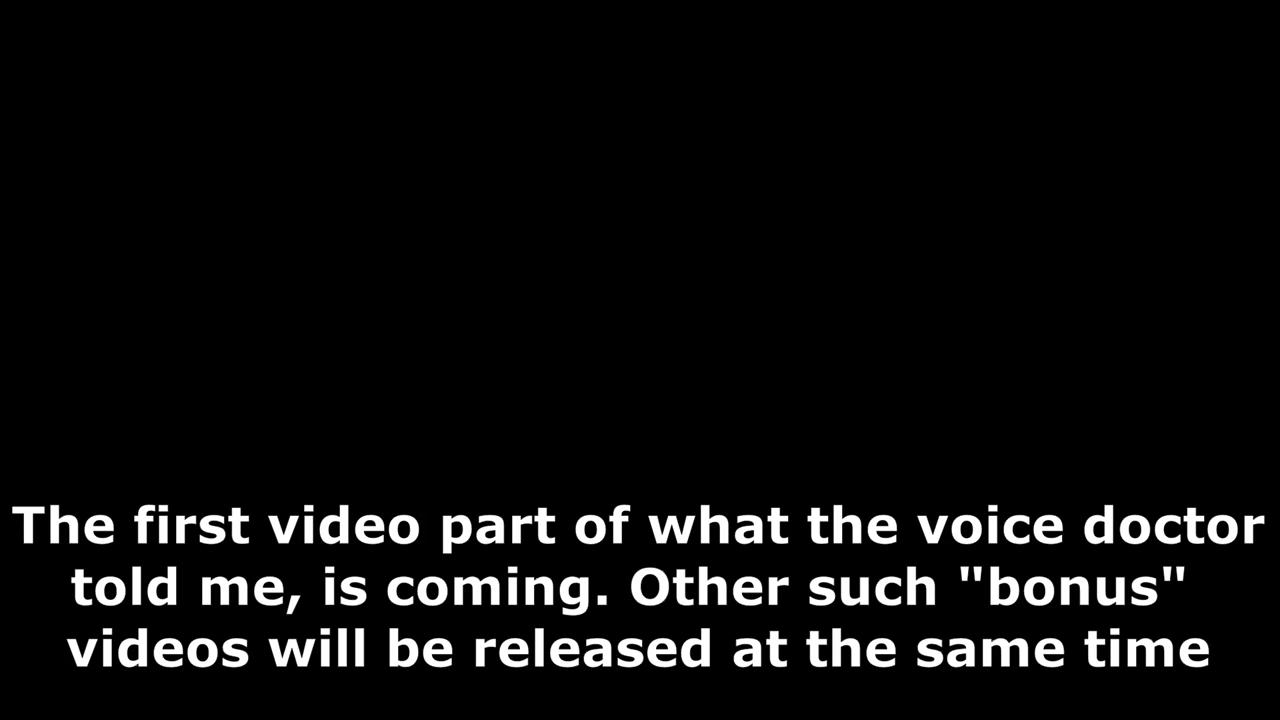 The first video part of what the voice doctor
told me, is coming. Other such "bonus"
videos will be released at the same time